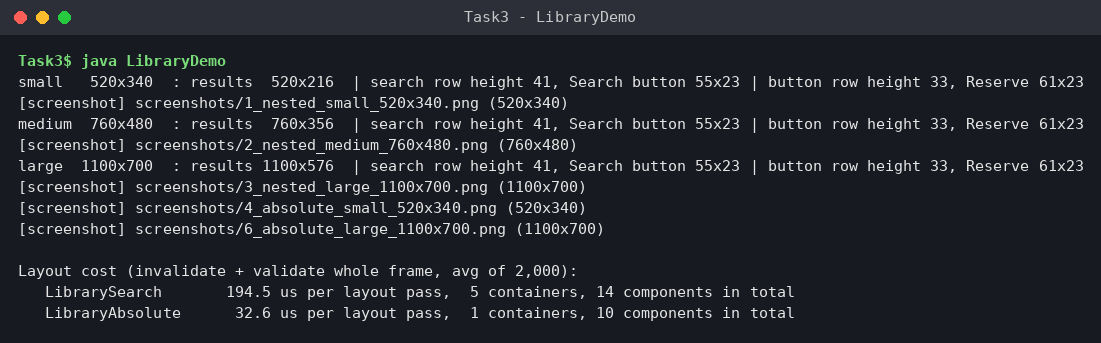 Task3 - LibraryDemo
Task3$ java LibraryDemo
small   520x340  : results  520x216  | search row height 41, Search button 55x23 | button row height 33, Reserve 61x23
[screenshot] screenshots/1_nested_small_520x340.png (520x340)
medium  760x480  : results  760x356  | search row height 41, Search button 55x23 | button row height 33, Reserve 61x23
[screenshot] screenshots/2_nested_medium_760x480.png (760x480)
large  1100x700  : results 1100x576  | search row height 41, Search button 55x23 | button row height 33, Reserve 61x23
[screenshot] screenshots/3_nested_large_1100x700.png (1100x700)
[screenshot] screenshots/4_absolute_small_520x340.png (520x340)
[screenshot] screenshots/6_absolute_large_1100x700.png (1100x700)
Layout cost (invalidate + validate whole frame, avg of 2,000):
   LibrarySearch       194.5 us per layout pass,  5 containers, 14 components in total
   LibraryAbsolute      32.6 us per layout pass,  1 containers, 10 components in total